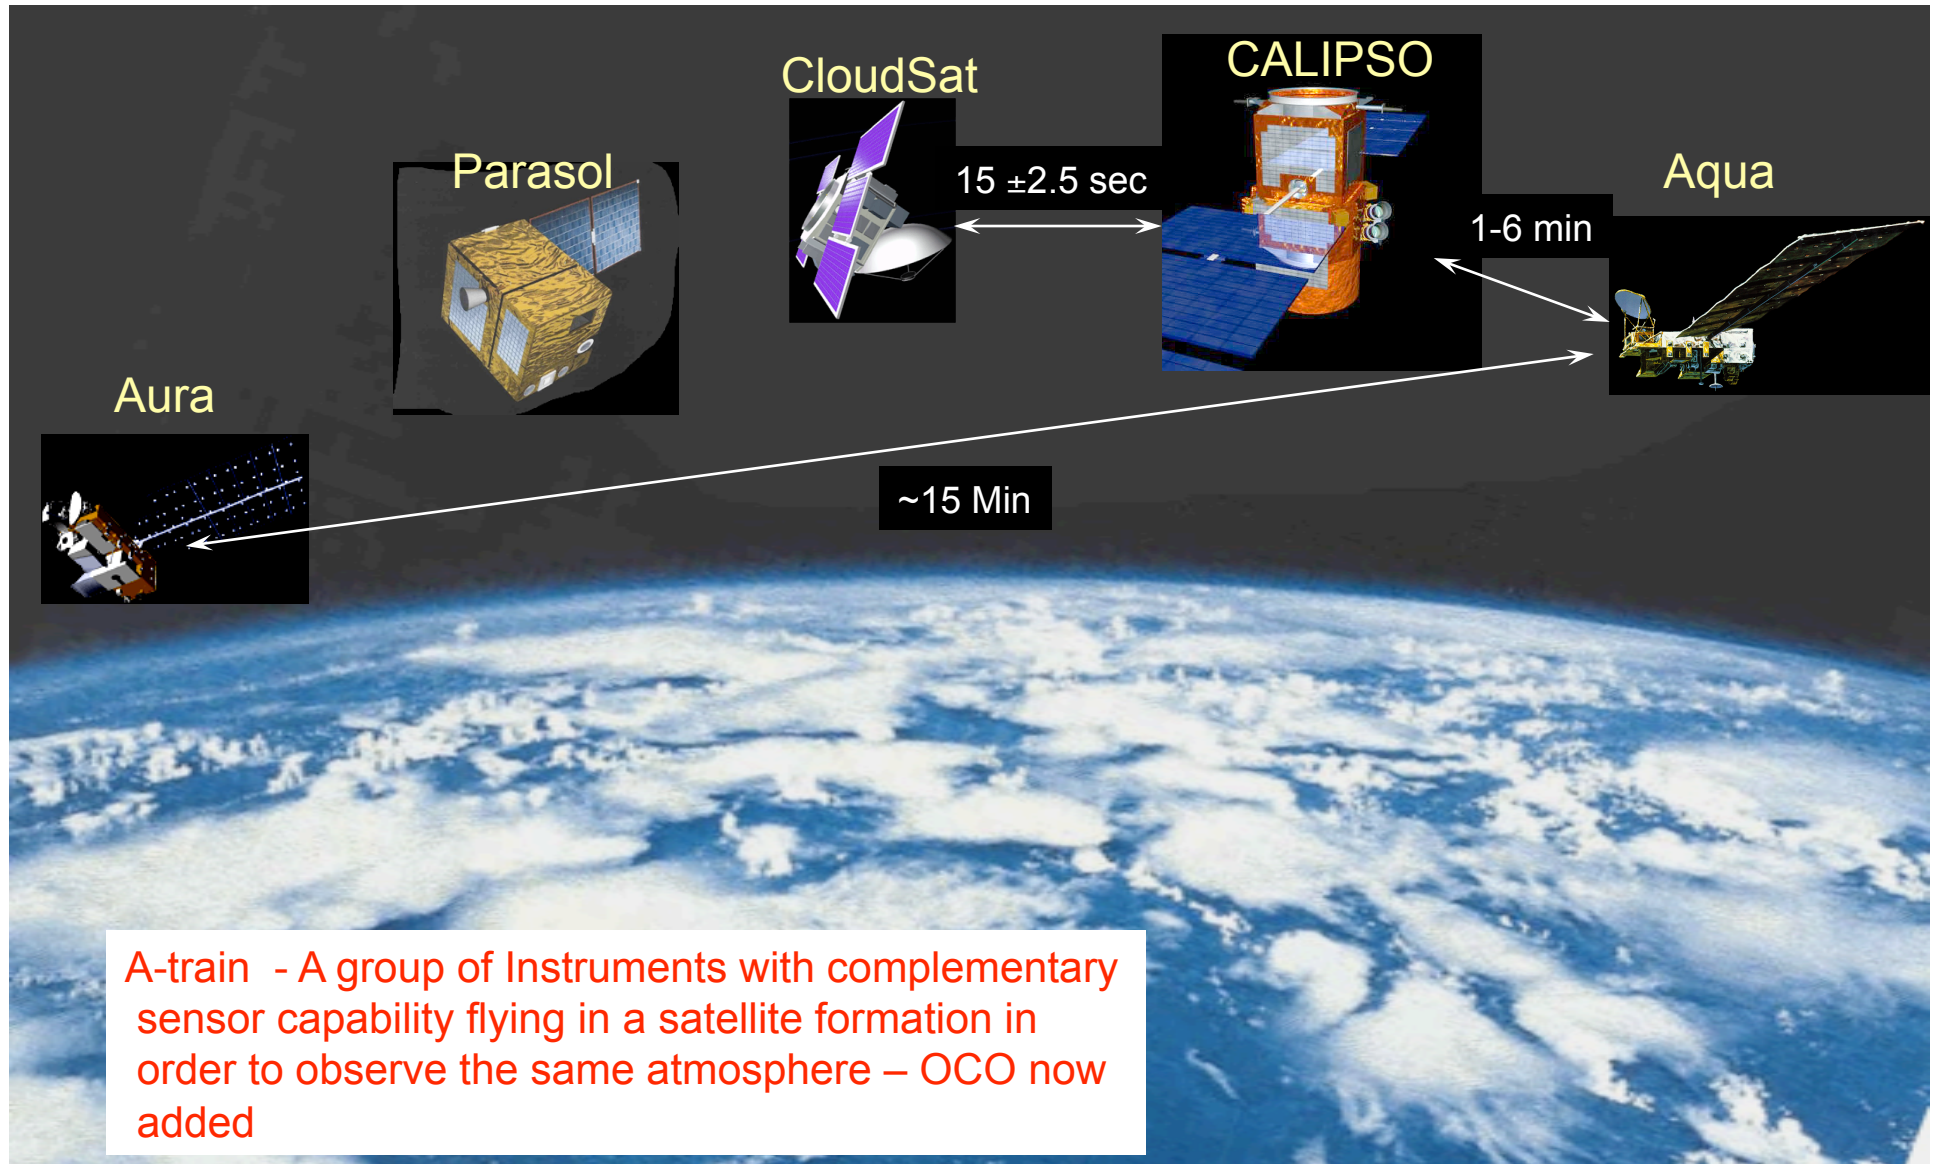 CALIPSO
CloudSat
Parasol
15 ±2.5 sec
Aqua
1-6 min
Aura
~15 Min
A-train - A group of Instruments with complementary
sensor capability flying in a satellite formation in
order to observe the same atmosphere – OCO now
added